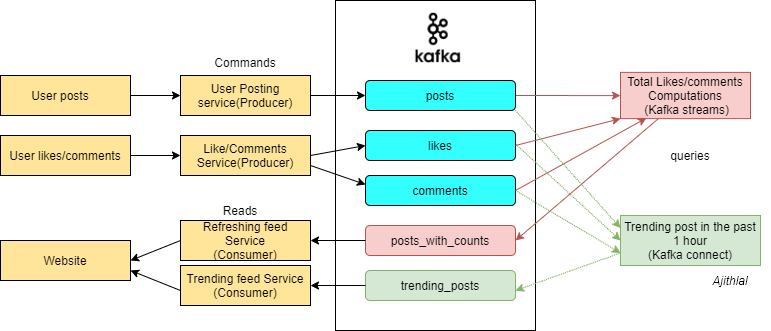 kafka
Commands
User posts
User Posting
service(Producer)
posts
Total Likes/comments
Computations
(Kafka streams)
User likes/comments
Like/Comments
Service(Producer)
likes
queries
comments
Reads
Refreshing feed
Service
(Consumer)
posts_with_counts
Trending post in the past
1 hour
(Kafka connect)
Website
Trending feed Service
(Consumer)
trending_posts
Ajithlal